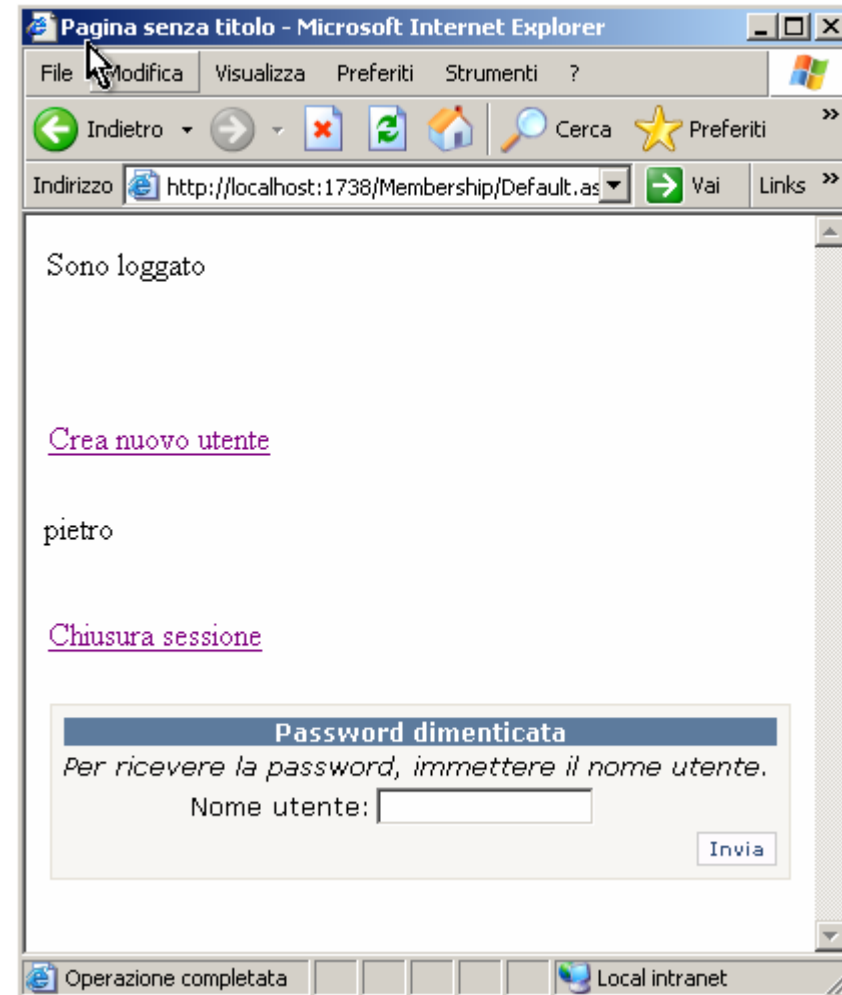 Pagina senza titolo - Microsoft Internet Explorer
File Modifica Visualizza Preferiti Strumenti ?
Indietro Cerca Preferiti »
Indirizzo http://localhost:1738/Membership/Default.as Vai Links »
Sono loggato
Crea nuovo utente
pietro
Chiusura sessione
Password dimenticata
Per ricevere la password, immettere il nome utente.
Nome utente:
Invia
Operazione completata Local intranet